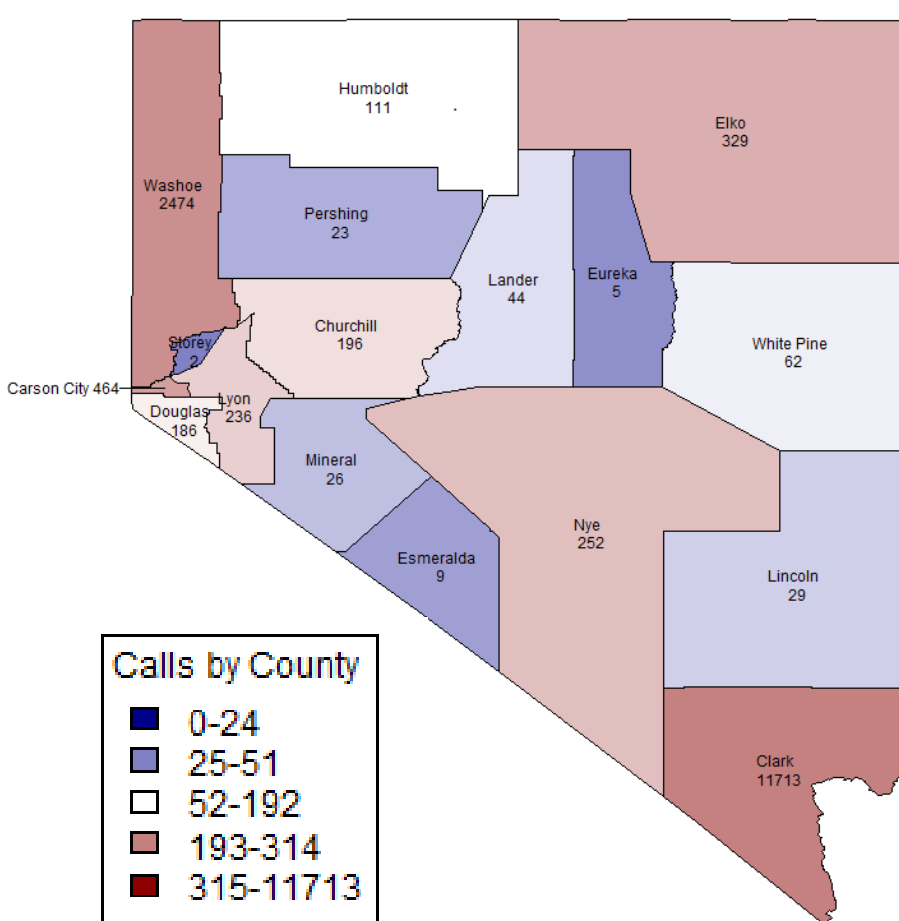 Humboldt
111
Elko
329
Washoe
2474
Pershing
23
Lander
44
Eureka
5
Churchill
196
White Pine
62
Storey
2
Carson City 464
Lyon
236
Douglas
186
Mineral
26
Nye
252
Esmeralda
9
Lincoln
29
Clark
11713
Calls by County
0-24
25-51
52-192
193-314
315-11713